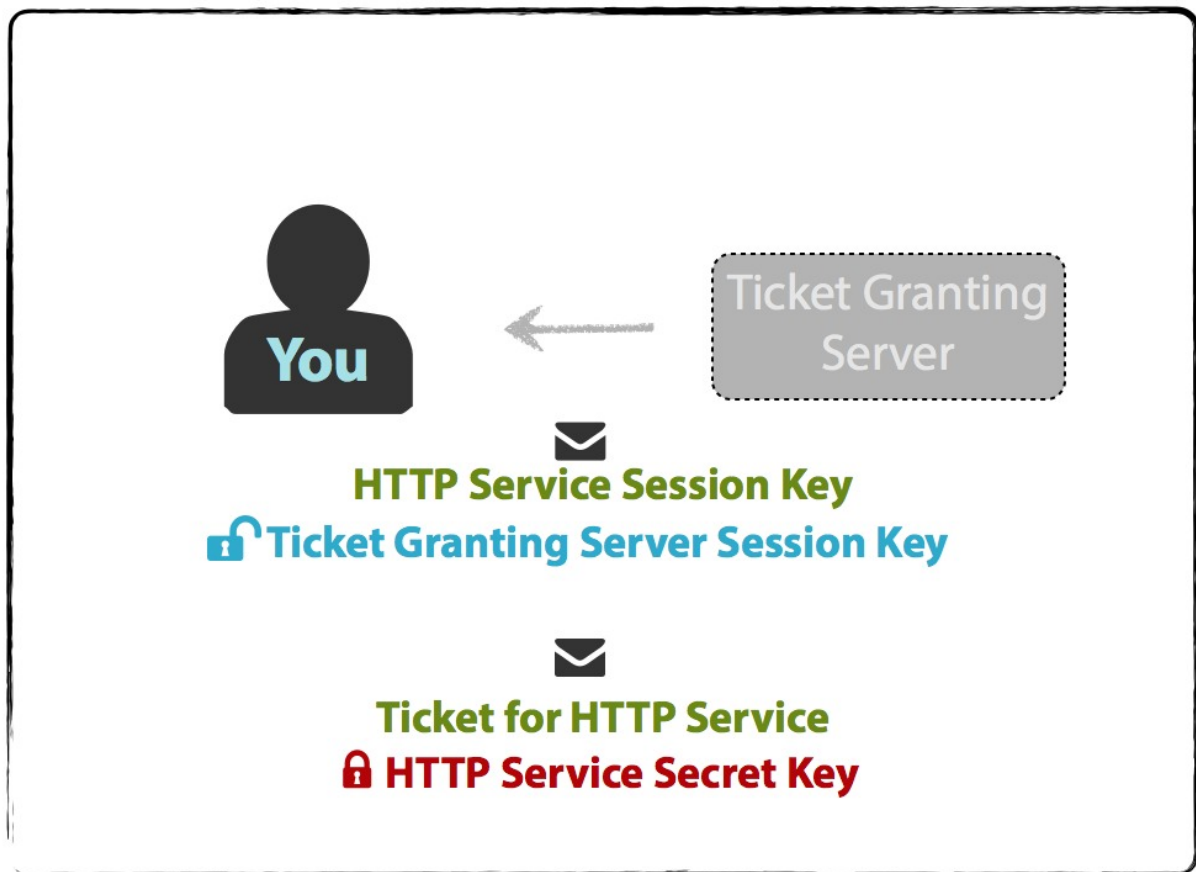 You
Ticket Granting
Server
HTTP Service Session Key
Ticket Granting Server Session Key
Ticket for HTTP Service
HTTP Service Secret Key